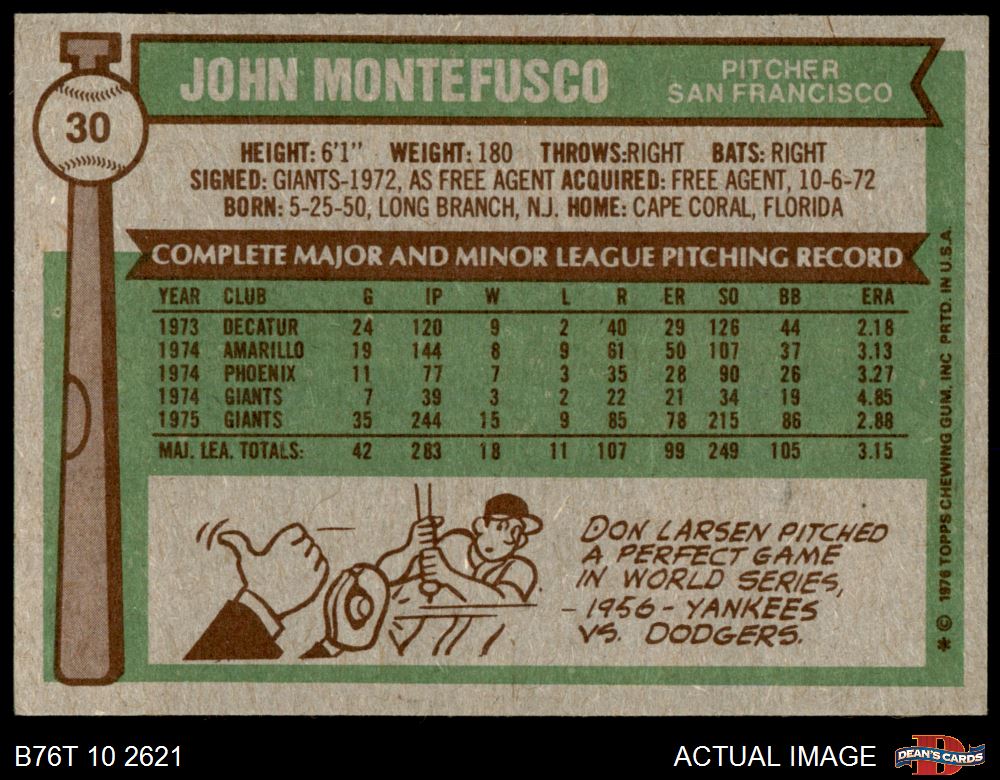 JOHN MONTEFUSCO
PITCHER
SAN FRANCISCO
30
HEIGHT: 6'1" WEIGHT: 180 THROWS:RIGHT BATS: RIGHT
SIGNED: GIANTS-1972, AS FREE AGENT ACQUIRED: FREE AGENT, 10-6-72
BORN: 5-25-50, LONG BRANCH, N.J. HOME: CAPE CORAL, FLORIDA
COMPLETE MAJOR AND MINOR LEAGUE PITCHING RECORD
YEAR CLUB G IP W L R ER SO BB ERA
1973 DECATUR 24 120 9 2 40 29 126 44 2.18
1974 AMARILLO 19 144 8 9 61 50 107 37 3.13
1974 PHOENIX 11 77 7 3 35 28 90 26 3.27
1974 GIANTS 7 39 3 2 22 21 34 19 4.85
1975 GIANTS 35 244 15 9 85 78 215 86 2.88
MAJ. LEA. TOTALS: 42 283 18 11 107 99 249 105 3.15
DON LARSEN PITCHED
A PERFECT GAME
IN WORLD SERIES,
-1956- YANKEES
VS. DODGERS.
* © 1976 TOPPS CHEWING GUM, INC PRTD. IN U.S.A.
B76T 10 2621
ACTUAL IMAGE
D
DEAN'S CARDS